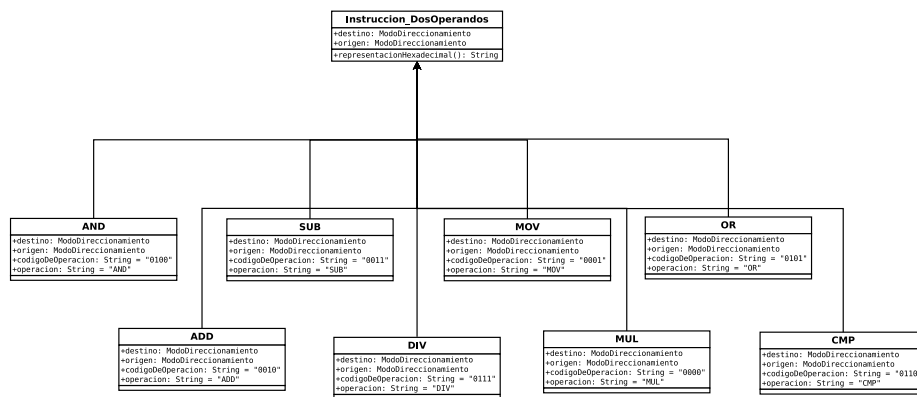 Instruccion_DosOperandos
+destino: ModoDireccionamiento
+origen: ModoDireccionamiento
+representacionHexadecimal(): String
AND
+destino: ModoDireccionamiento
+origen: ModoDireccionamiento
+codigoDeOperacion: String = "0100"
+operacion: String = "AND"
SUB
+destino: ModoDireccionamiento
+origen: ModoDireccionamiento
+codigoDeOperacion: String = "0011"
+operacion: String = "SUB"
MOV
+destino: ModoDireccionamiento
+origen: ModoDireccionamiento
+codigoDeOperacion: String = "0001"
+operacion: String = "MOV"
OR
+destino: ModoDireccionamiento
+origen: ModoDireccionamiento
+codigoDeOperacion: String = "0101"
+operacion: String = "OR"
ADD
+destino: ModoDireccionamiento
+origen: ModoDireccionamiento
+codigoDeOperacion: String = "0010"
+operacion: String = "ADD"
DIV
+destino: ModoDireccionamiento
+origen: ModoDireccionamiento
+codigoDeOperacion: String = "0111"
+operacion: String = "DIV"
MUL
+destino: ModoDireccionamiento
+origen: ModoDireccionamiento
+codigoDeOperacion: String = "0000"
+operacion: String = "MUL"
CMP
+destino: ModoDireccionamiento
+origen: ModoDireccionamiento
+codigoDeOperacion: String = "0110
+operacion: String = "CMP"